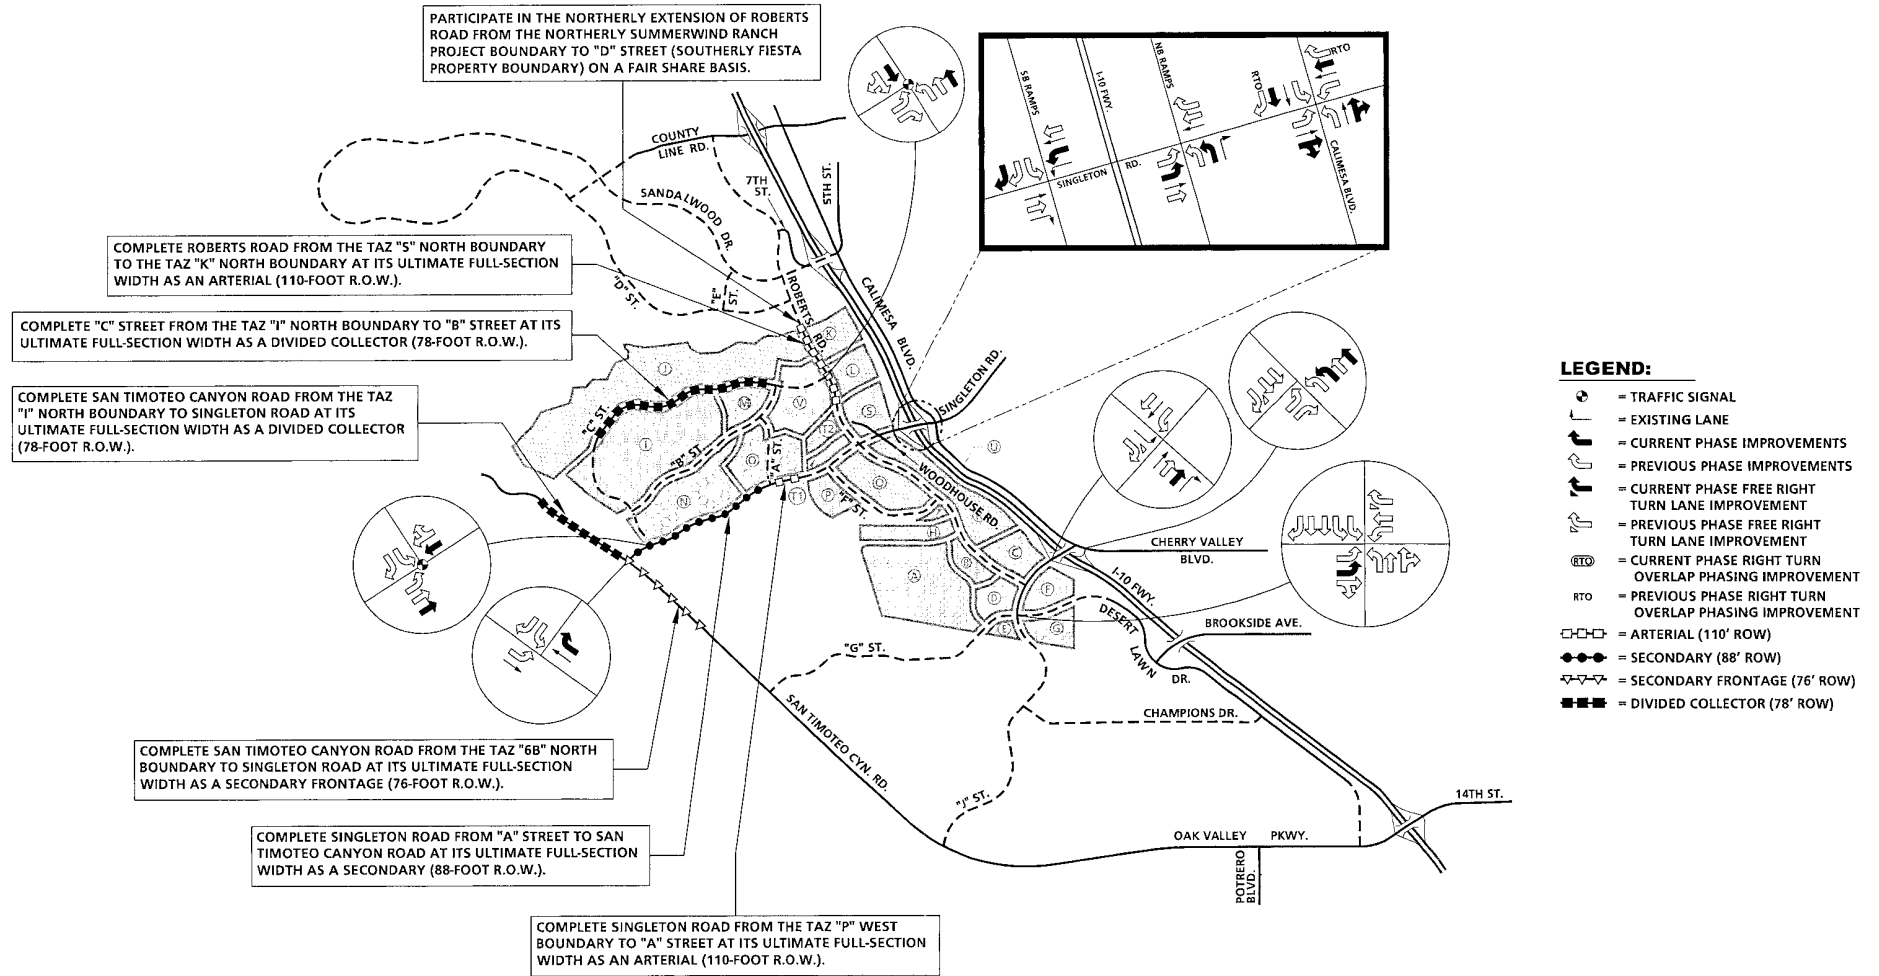 PARTICIPATE IN THE NORTHERLY EXTENSION OF ROBERTS
ROAD FROM THE NORTHERLY SUMMERWIND RANCH
PROJECT BOUNDARY TO "D" STREET (SOUTHERLY FIESTA
PROPERTY BOUNDARY) ON A FAIR SHARE BASIS.
COMPLETE ROBERTS ROAD FROM THE TAZ "S" NORTH BOUNDARY
TO THE TAZ "K" NORTH BOUNDARY AT ITS ULTIMATE FULL-SECTION
WIDTH AS AN ARTERIAL (110-FOOT R.O.W.).
COMPLETE "C" STREET FROM THE TAZ "I" NORTH BOUNDARY TO "B" STREET AT ITS
ULTIMATE FULL-SECTION WIDTH AS A DIVIDED COLLECTOR (78-FOOT R.O.W.).
COMPLETE SAN TIMOTEO CANYON ROAD FROM THE TAZ
"I" NORTH BOUNDARY TO SINGLETON ROAD AT ITS
ULTIMATE FULL-SECTION WIDTH AS A DIVIDED COLLECTOR
(78-FOOT R.O.W.).
COMPLETE SAN TIMOTEO CANYON ROAD FROM THE TAZ "6B" NORTH
BOUNDARY TO SINGLETON ROAD AT ITS ULTIMATE FULL-SECTION
WIDTH AS A SECONDARY FRONTAGE (76-FOOT R.O.W.).
COMPLETE SINGLETON ROAD FROM "A" STREET TO SAN
TIMOTEO CANYON ROAD AT ITS ULTIMATE FULL-SECTION
WIDTH AS A SECONDARY (88-FOOT R.O.W.).
COMPLETE SINGLETON ROAD FROM THE TAZ "P" WEST
BOUNDARY TO "A" STREET AT ITS ULTIMATE FULL-SECTION
WIDTH AS AN ARTERIAL (110-FOOT R.O.W.).
COUNTY
LINE RD.
7TH
ST.
5TH ST.
SANDALWOOD DR.
"D" ST.
"E"
ST.
ROBERTS
RD.
CALIMESA
BLVD.
SINGLETON RD.
"C" ST.
"B" ST.
"A" ST.
"F" ST.
WOODHOUSE RD.
J
K
L
M
V
S
T2
I
O
N
T1
P
Q
U
H
C
B
A
D
F
E
G
CHERRY VALLEY
BLVD.
I-10 FWY.
BROOKSIDE AVE.
DESERT
LAWN
DR.
"G" ST.
CHAMPIONS DR.
SAN TIMOTEO CYN. RD.
"J" ST.
OAK VALLEY PKWY.
POTRERO
BLVD.
14TH ST.
SB RAMPS
I-10 FWY.
NB RAMPS
RTO
RTO
SINGLETON RD.
CALIMESA BLVD.
LEGEND:
= TRAFFIC SIGNAL
= EXISTING LANE
= CURRENT PHASE IMPROVEMENTS
= PREVIOUS PHASE IMPROVEMENTS
= CURRENT PHASE FREE RIGHT
TURN LANE IMPROVEMENT
= PREVIOUS PHASE FREE RIGHT
TURN LANE IMPROVEMENT
RTO = CURRENT PHASE RIGHT TURN
OVERLAP PHASING IMPROVEMENT
RTO = PREVIOUS PHASE RIGHT TURN
OVERLAP PHASING IMPROVEMENT
= ARTERIAL (110' ROW)
= SECONDARY (88' ROW)
= SECONDARY FRONTAGE (76' ROW)
= DIVIDED COLLECTOR (78' ROW)